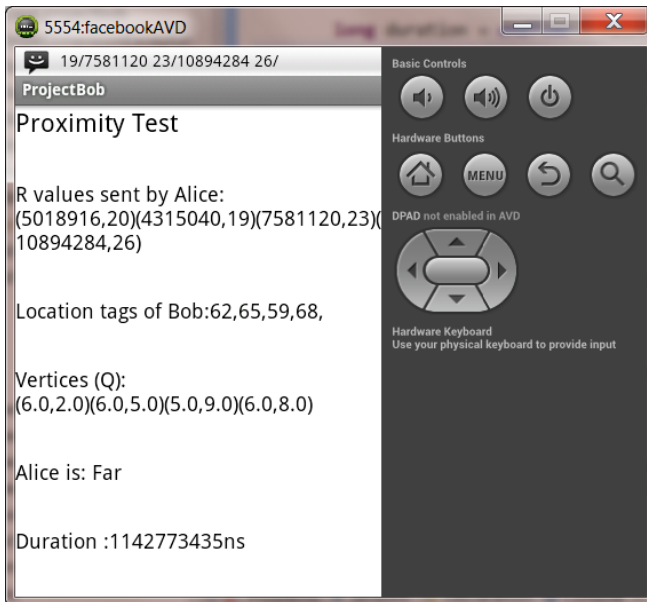 5554:facebookAVD
long duration =
19/7581120 23/10894284 26/
ProjectBob
Proximity Test
R values sent by Alice:
(5018916,20)(4315040,19)(7581120,23)(
10894284,26)
Location tags of Bob:62,65,59,68,
Vertices (Q):
(6.0,2.0)(6.0,5.0)(5.0,9.0)(6.0,8.0)
Alice is: Far
Duration :1142773435ns
Basic Controls
Hardware Buttons
MENU
DPAD not enabled in AVD
Hardware Keyboard
Use your physical keyboard to provide input